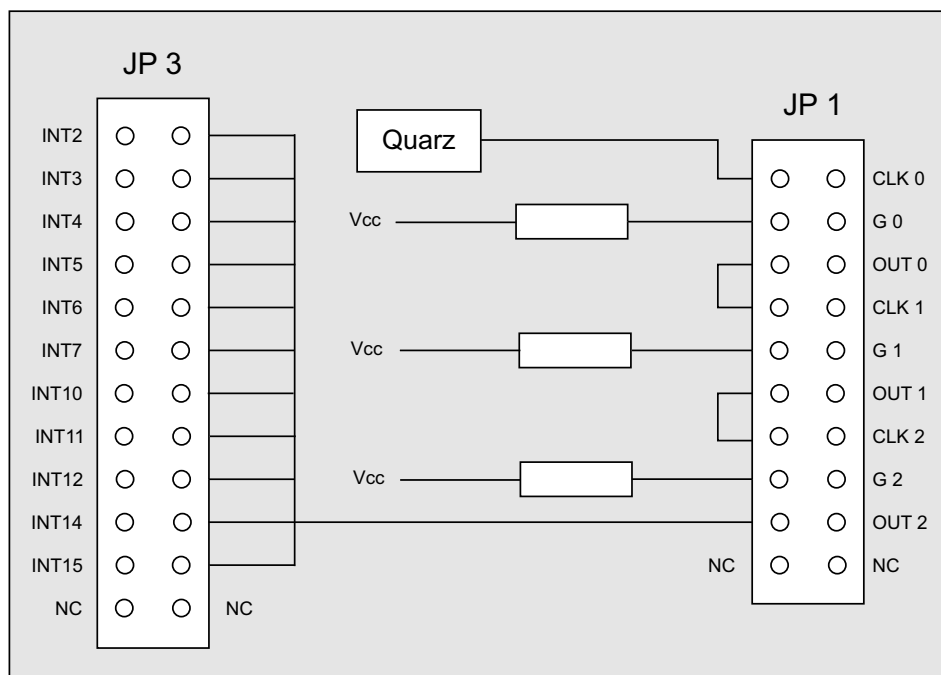 JP 3
JP 1
INT2
Quarz
INT3
CLK 0
INT4
Vcc
G 0
INT5
OUT 0
INT6
CLK 1
INT7
Vcc
G 1
INT10
OUT 1
INT11
CLK 2
INT12
Vcc
G 2
INT14
OUT 2
INT15
NC
NC
NC
NC